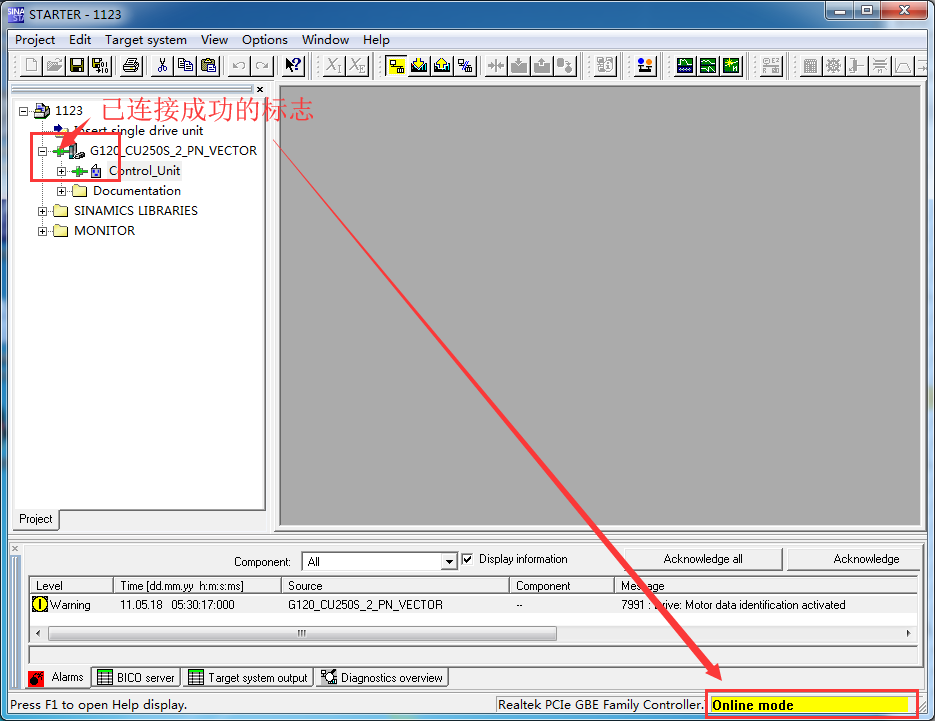 STARTER - 1123
Project Edit Target system View Options Window Help
1123
已连接成功的标志
Insert single drive unit
G120_CU250S_2_PN_VECTOR
Control_Unit
Documentation
SINAMICS LIBRARIES
MONITOR
Project
Component: All Display information Acknowledge all Acknowledge
Level Time [dd.mm.yy h:m:s:ms] Source Component Message
Warning 11.05.18 05:30:17:000 G120_CU250S_2_PN_VECTOR -- 7991 : Drive: Motor data identification activated
Alarms BICO server Target system output Diagnostics overview
Press F1 to open Help display. Realtek PCIe GBE Family Controller. Online mode